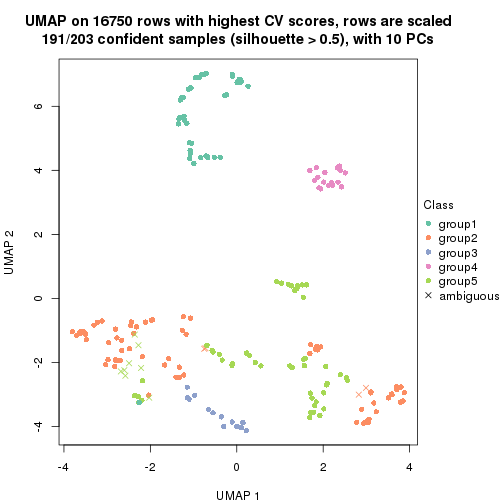 UMAP on 16750 rows with highest CV scores, rows are scaled
191/203 confident samples (silhouette > 0.5), with 10 PCs
6
4
2
0
-2
-4
UMAP 2
-4
-2
0
2
4
UMAP 1
Class
group1
group2
group3
group4
group5
ambiguous